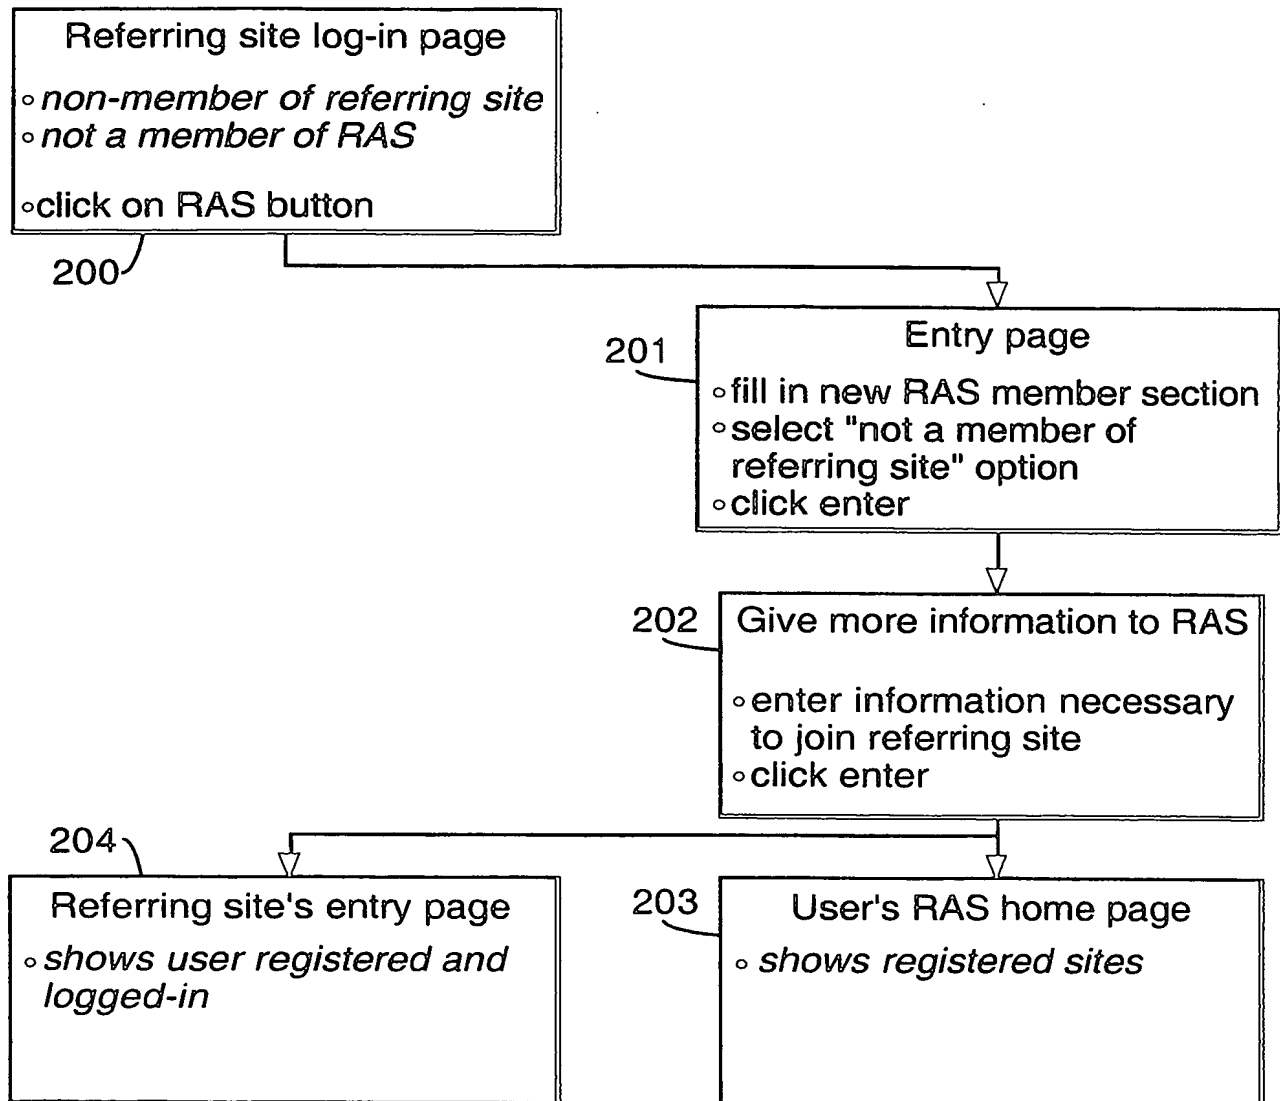 Referring site log-in page
◦ non-member of referring site
◦ not a member of RAS
◦ click on RAS button
200
201
Entry page
◦ fill in new RAS member section
◦ select "not a member of
referring site" option
◦ click enter
202
Give more information to RAS
◦ enter information necessary
to join referring site
◦ click enter
204
Referring site's entry page
◦ shows user registered and
logged-in
203
User's RAS home page
◦ shows registered sites